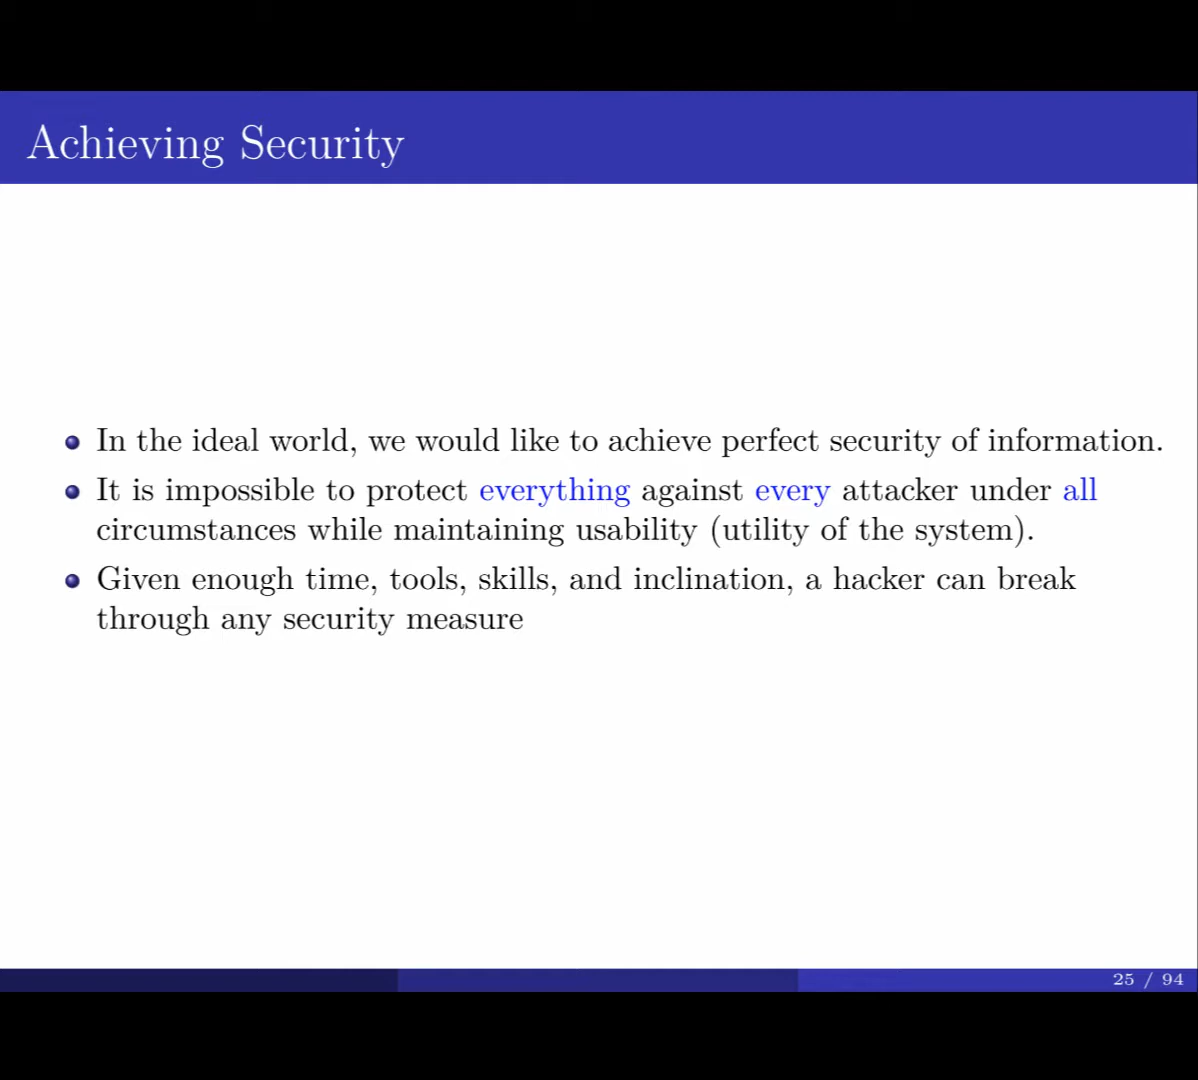 Achieving Security
In the ideal world, we would like to achieve perfect security of information.
It is impossible to protect everything against every attacker under all
circumstances while maintaining usability (utility of the system).
Given enough time, tools, skills, and inclination, a hacker can break
through any security measure
25 / 94